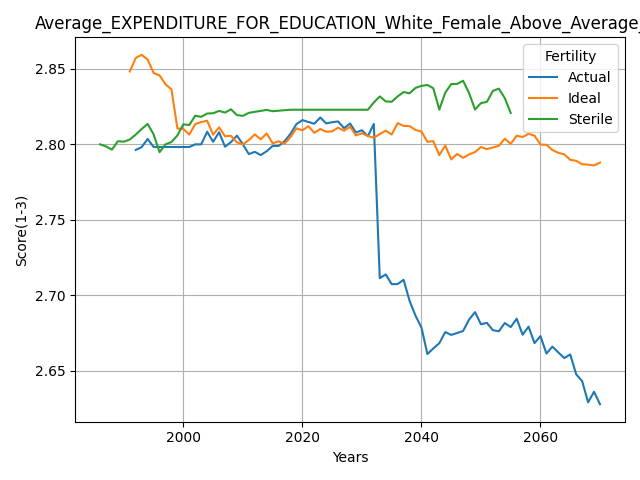 Average_EXPENDITURE_FOR_EDUCATION_White_Female_Above_Average_
Fertility
Actual
Ideal
Sterile
Score(1-3)
2.85
2.80
2.75
2.70
2.65
2000 2020 2040 2060
Years